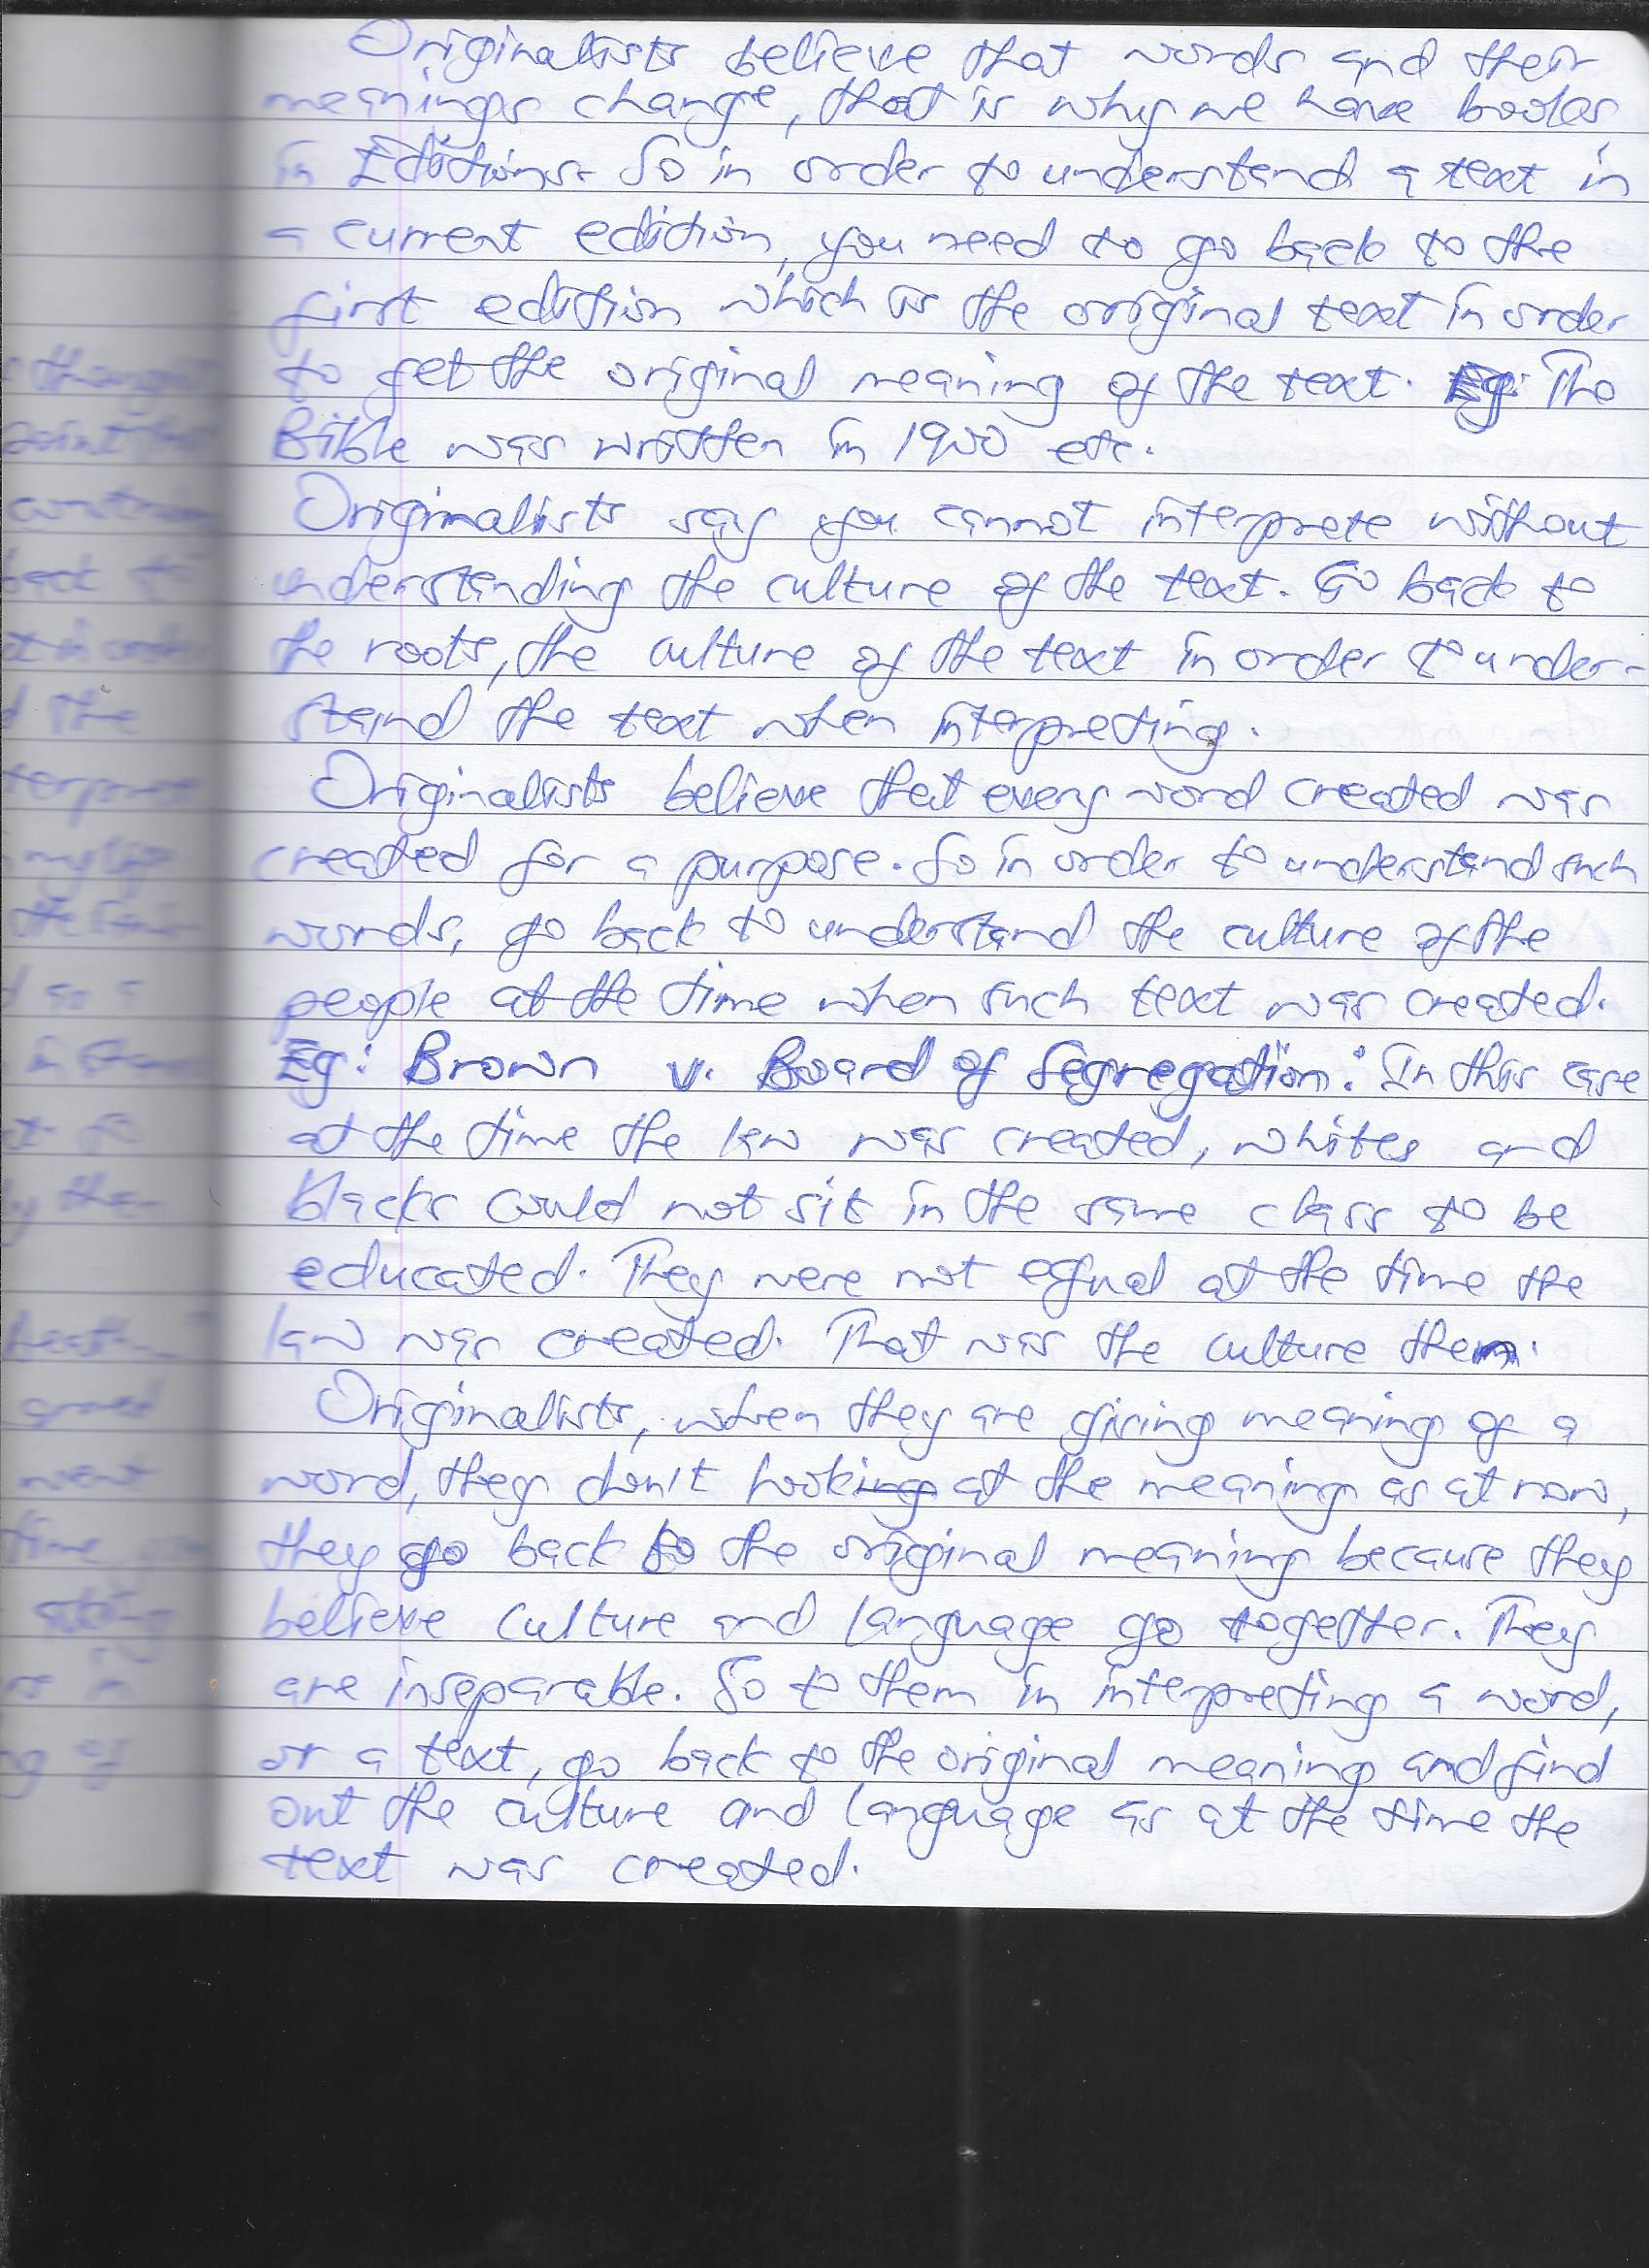 Originalists believe that words and their
meanings change, that is why we have books
in Editions. So in order to understand a text in
a current edition, you need to go back to the
first edition which is the original text in order
to get the original meaning of the text. Eg: The
Bible was written in 1900 etc.
Originalists say you cannot interprete without
understanding the culture of the text. Go back to
the roots, the culture of the text in order to under-
stand the text when interpreting.
Originalists believe that every word created was
created for a purpose. So in order to understand such
words, go back to understand the culture of the
people at the time when such text was created.
Eg: Brown v. Board of Segregation: In this case
at the time the law was created, whites and
blacks could not sit in the same class to be
educated. They were not equal at the time the
law was created. That was the culture then.
Originalists, when they are giving meaning of a
word, they don't looking at the meaning as at now,
they go back to the original meaning because they
believe culture and language go together. They
are inseparable. So to them in interpreting a word,
or a text, go back to the original meaning and find
out the culture and language as at the time the
text was created.